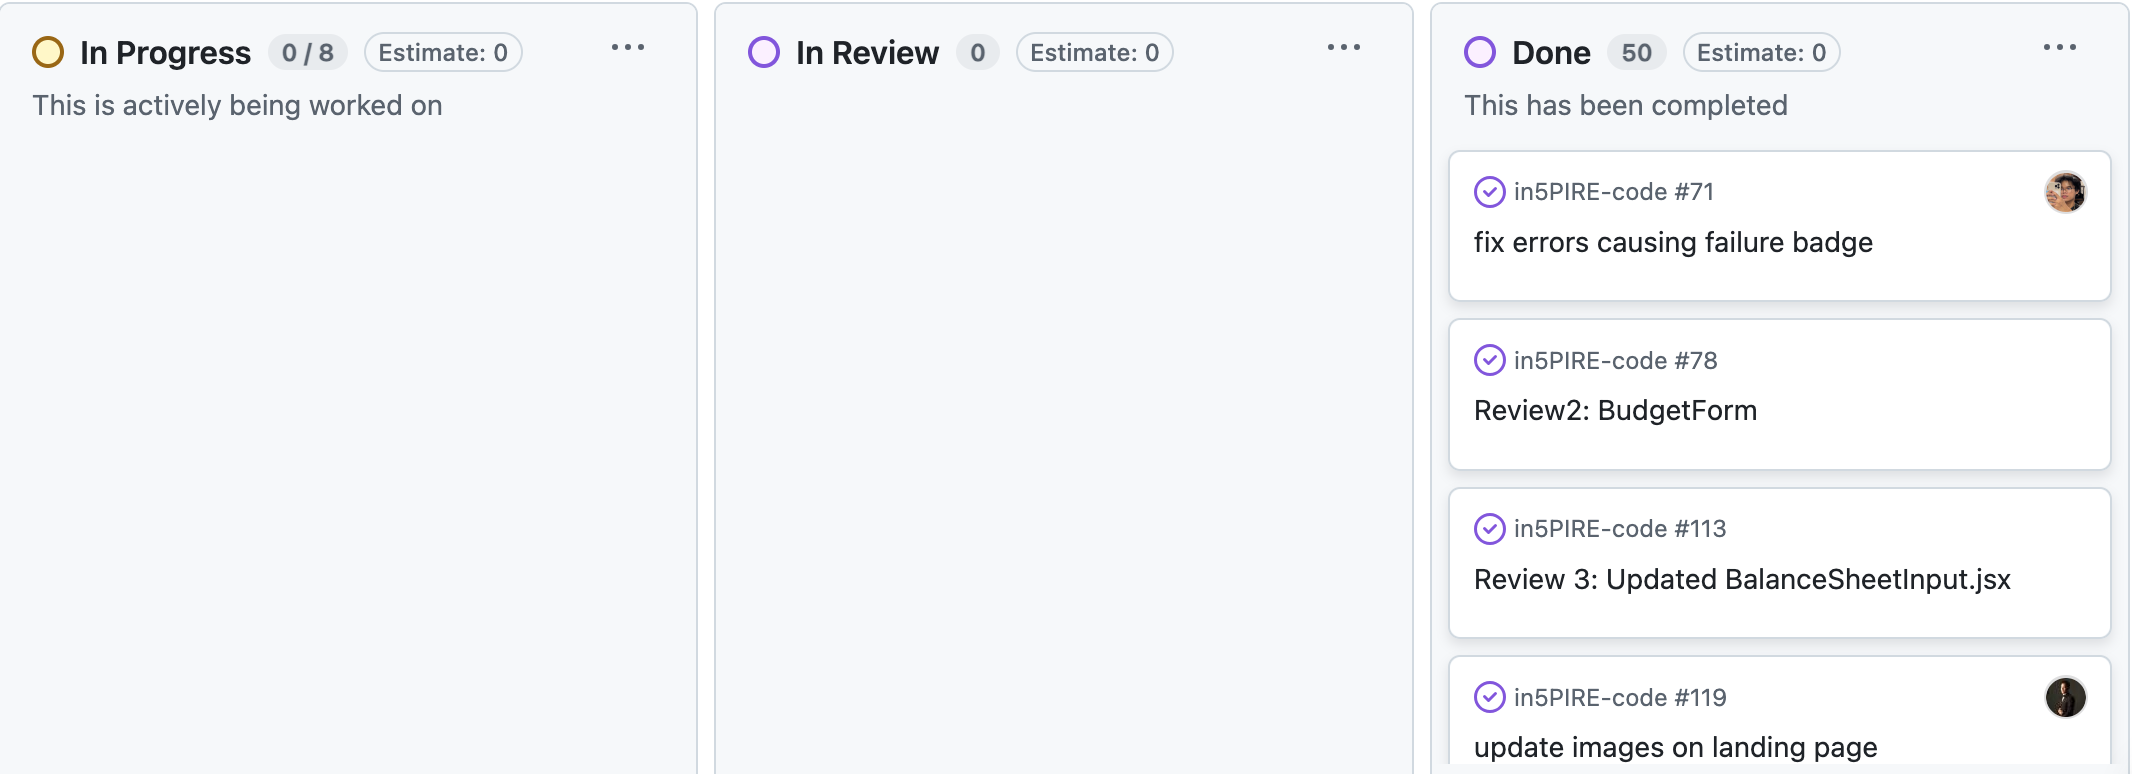 In Progress 0 / 8 Estimate: 0
This is actively being worked on
In Review 0 Estimate: 0
Done 50 Estimate: 0
This has been completed
in5PIRE-code #71
fix errors causing failure badge
in5PIRE-code #78
Review2: BudgetForm
in5PIRE-code #113
Review 3: Updated BalanceSheetInput.jsx
in5PIRE-code #119
update images on landing page